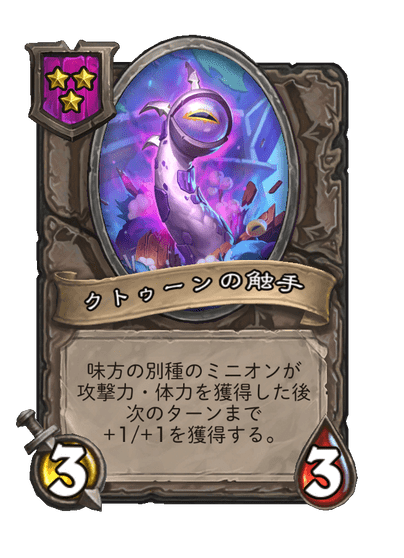 クトゥーンの触手
味方の別種のミニオンが
攻撃力・体力を獲得した後
次のターンまで
+1/+1を獲得する。
3
3